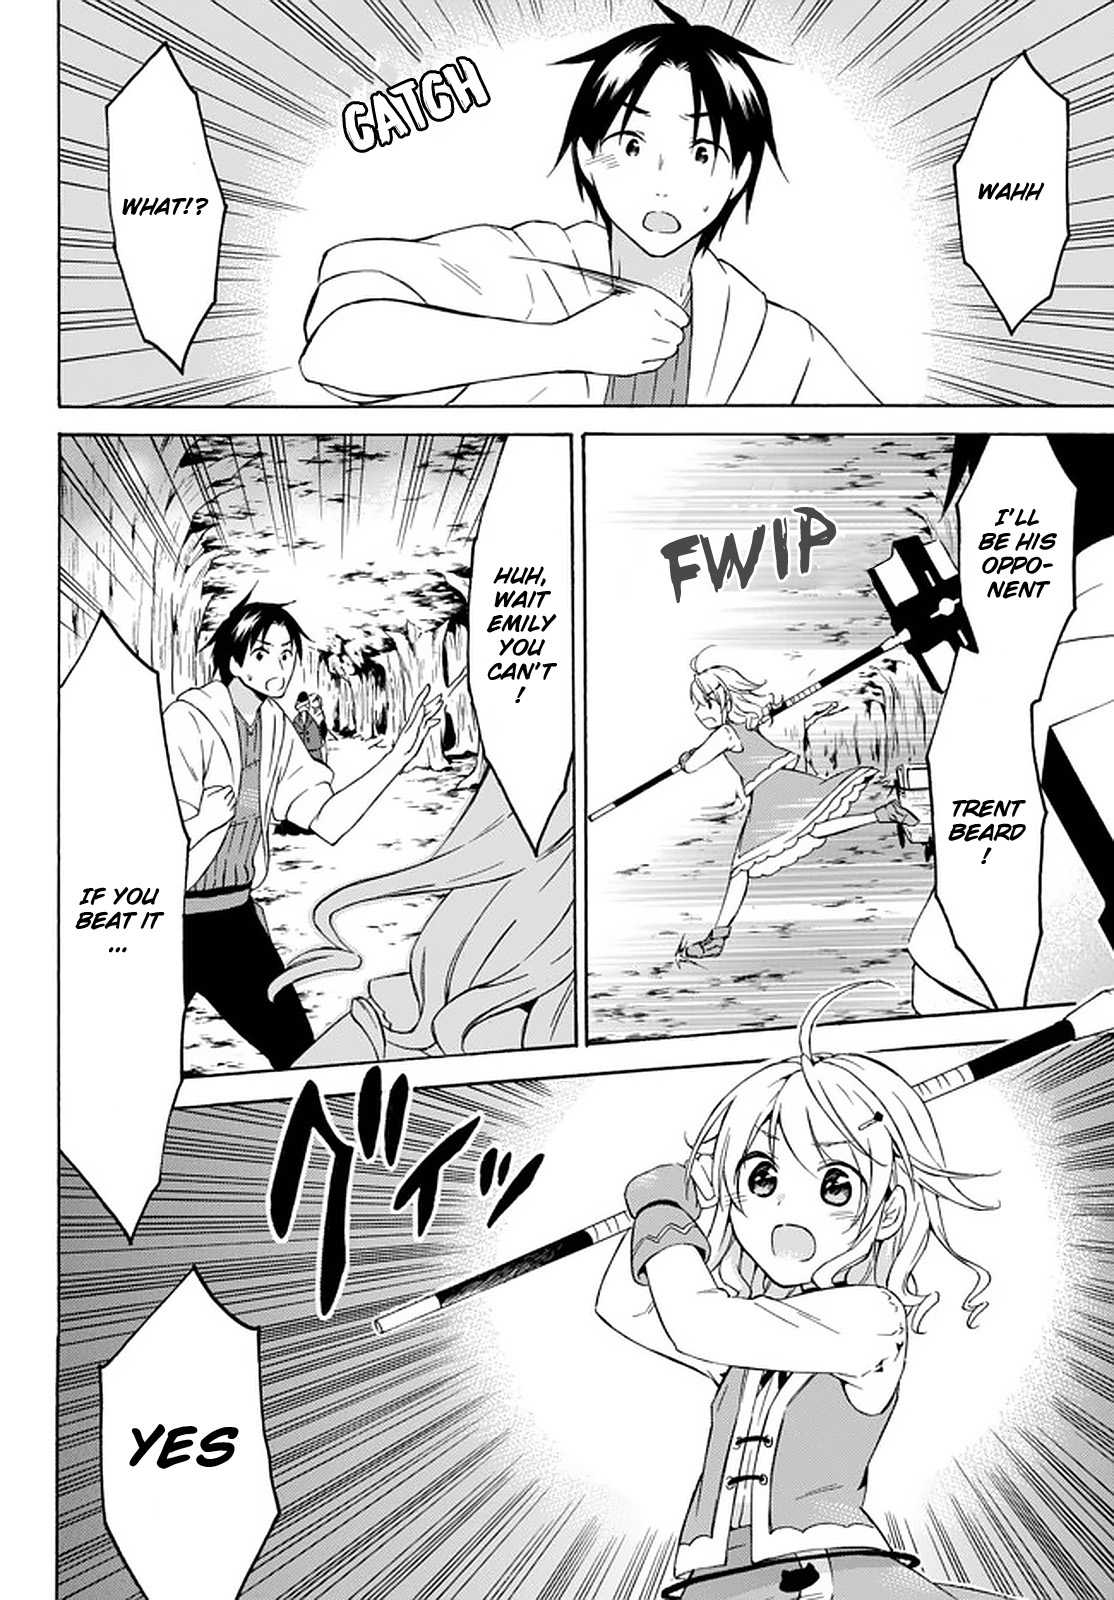 WAHH
CATCH
WHAT!?
I'LL
BE HIS
OPPO-
NENT
FWIP
TRENT
BEARD
!
HUH,
WAIT
EMILY
YOU
CAN'T
!
IF YOU
BEAT IT
...
グイッ
YES